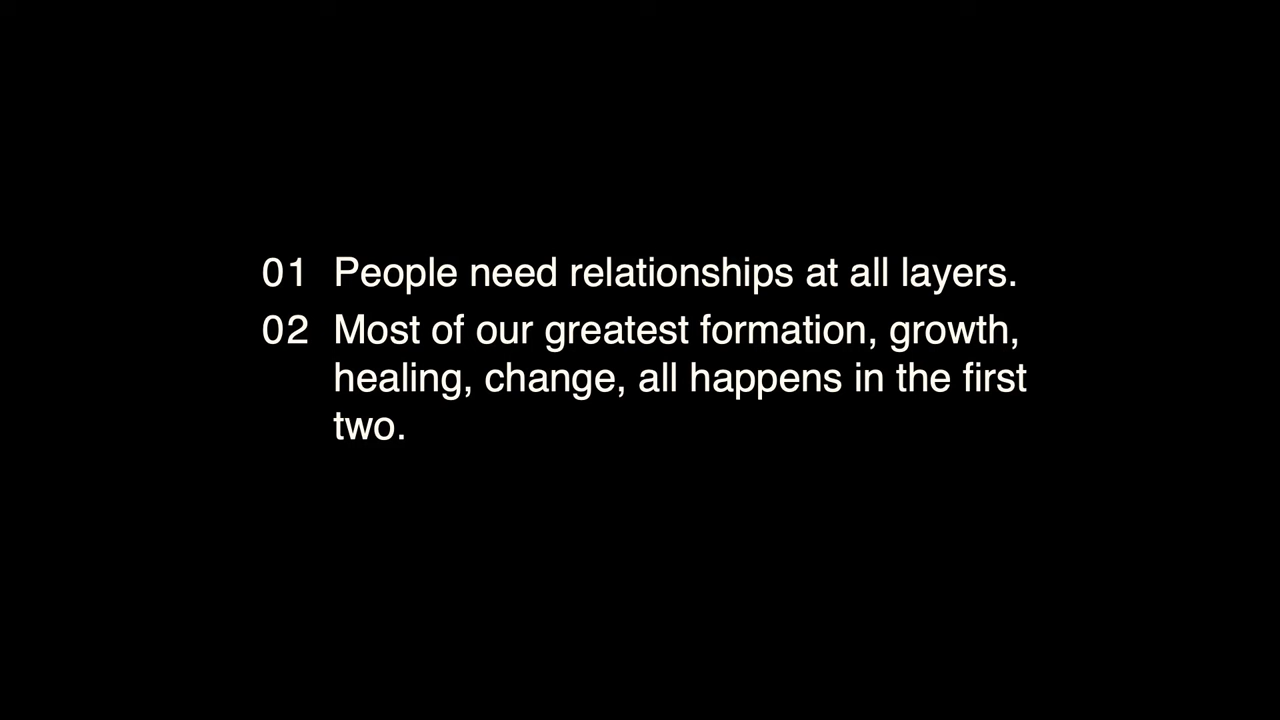 01 People need relationships at all layers.
02 Most of our greatest formation, growth,
healing, change, all happens in the first
two.